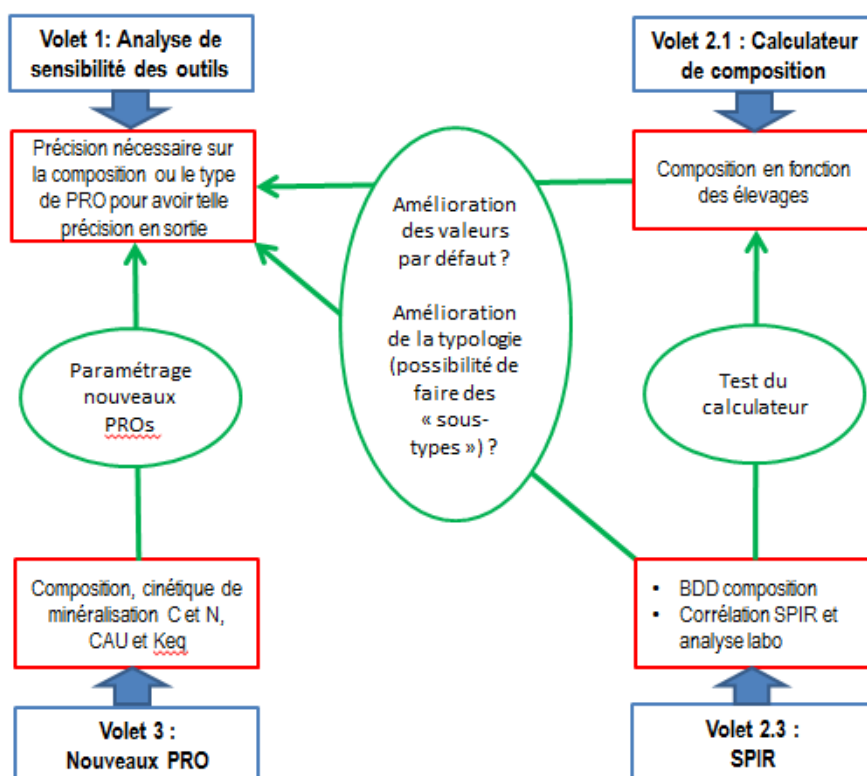 Volet 1: Analyse de
sensibilité des outils
Volet 2.1 : Calculateur
de composition
Précision nécessaire sur
la composition ou le type
de PRO pour avoir telle
précision en sortie
Composition en fonction
des élevages
Amélioration
des valeurs
par défaut ?
Amélioration
de la typologie
(possibilité de
faire des
« sous-
types ») ?
Paramétrage
nouveaux
PROs
Test du
calculateur
Composition, cinétique de
minéralisation C et N,
CAU et Keq
• BDD composition
• Corrélation SPIR et
analyse labo
Volet 3 :
Nouveaux PRO
Volet 2.3 :
SPIR